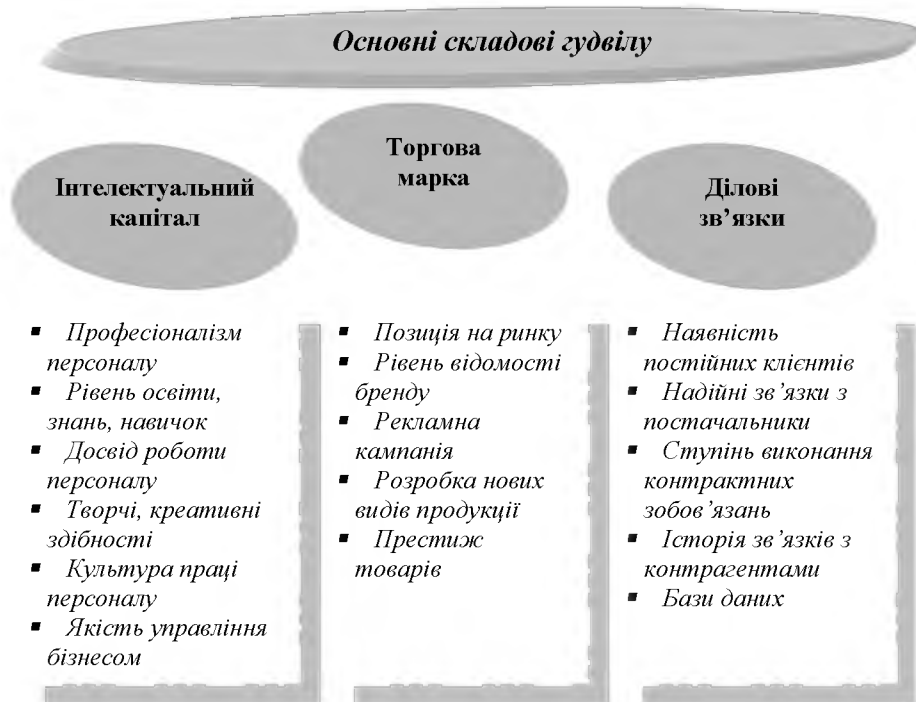 Основні складові гудвілу
Інтелектуальний
капітал
Торгова
марка
Ділові
зв’язки
▪ Професіоналізм
персоналу
▪ Рівень освіти,
знань, навичок
▪ Досвід роботи
персоналу
▪ Творчі, креативні
здібності
▪ Культура праці
персоналу
▪ Якість управління
бізнесом
▪ Позиція на ринку
▪ Рівень відомості
бренду
▪ Рекламна
кампанія
▪ Розробка нових
видів продукції
▪ Престиж
товарів
▪ Наявність
постійних клієнтів
▪ Надійні зв’язки з
постачальники
▪ Ступінь виконання
контрактних
зобов’язань
▪ Історія зв’язків з
контрагентами
▪ Бази даних